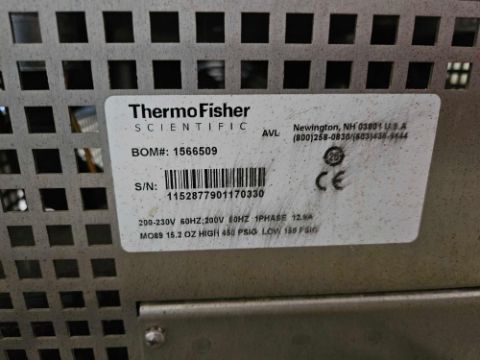 ThermoFisher
SCIENTIFIC
AVL
Newington, NH 03801 U.S.A
(800)258-0830/(603)436-9444
BOM#: 1566509
S/N:
1152877901170330
200-230V 60HZ;200V 50HZ 1PHASE 12.9A
MO89 15.2 OZ HIGH 450 PSIG LOW 150 PSIG
CE